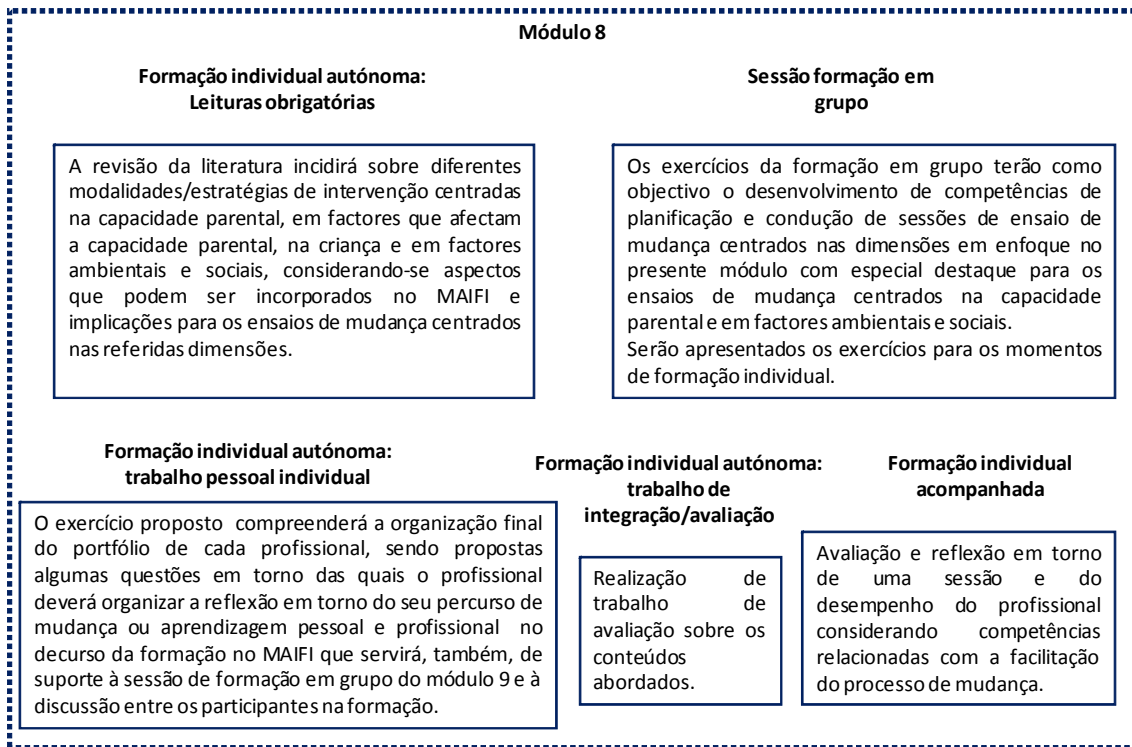 Módulo 8
Formação individual autónoma:
Leituras obrigatórias
A revisão da literatura incidirá sobre diferentes
modalidades/estratégias de intervenção centradas
na capacidade parental, em factores que afectam
a capacidade parental, na criança e em factores
ambientais e sociais, considerando-se aspectos
que podem ser incorporados no MAIFI e
implicações para os ensaios de mudança centrados
nas referidas dimensões.
Sessão formação em
grupo
Os exercícios da formação em grupo terão como
objectivo o desenvolvimento de competências de
planificação e condução de sessões de ensaio de
mudança centrados nas dimensões em enfoque no
presente módulo com especial destaque para os
ensaios de mudança centrados na capacidade
parental e em factores ambientais e sociais.
Serão apresentados os exercícios para os momentos
de formação individual.
Formação individual autónoma:
trabalho pessoal individual
O exercício proposto compreenderá a organização final
do portfólio de cada profissional, sendo propostas
algumas questões em torno das quais o profissional
deverá organizar a reflexão em torno do seu percurso de
mudança ou aprendizagem pessoal e profissional no
decurso da formação no MAIFI que servirá, também, de
suporte à sessão de formação em grupo do módulo 9 e à
discussão entre os participantes na formação.
Formação individual autónoma:
trabalho de
integração/avaliação
Realização de
trabalho de
avaliação sobre os
conteúdos
abordados.
Formação individual
acompanhada
Avaliação e reflexão em torno
de uma sessão e do
desempenho do profissional
considerando competências
relacionadas com a facilitação
do processo de mudança.